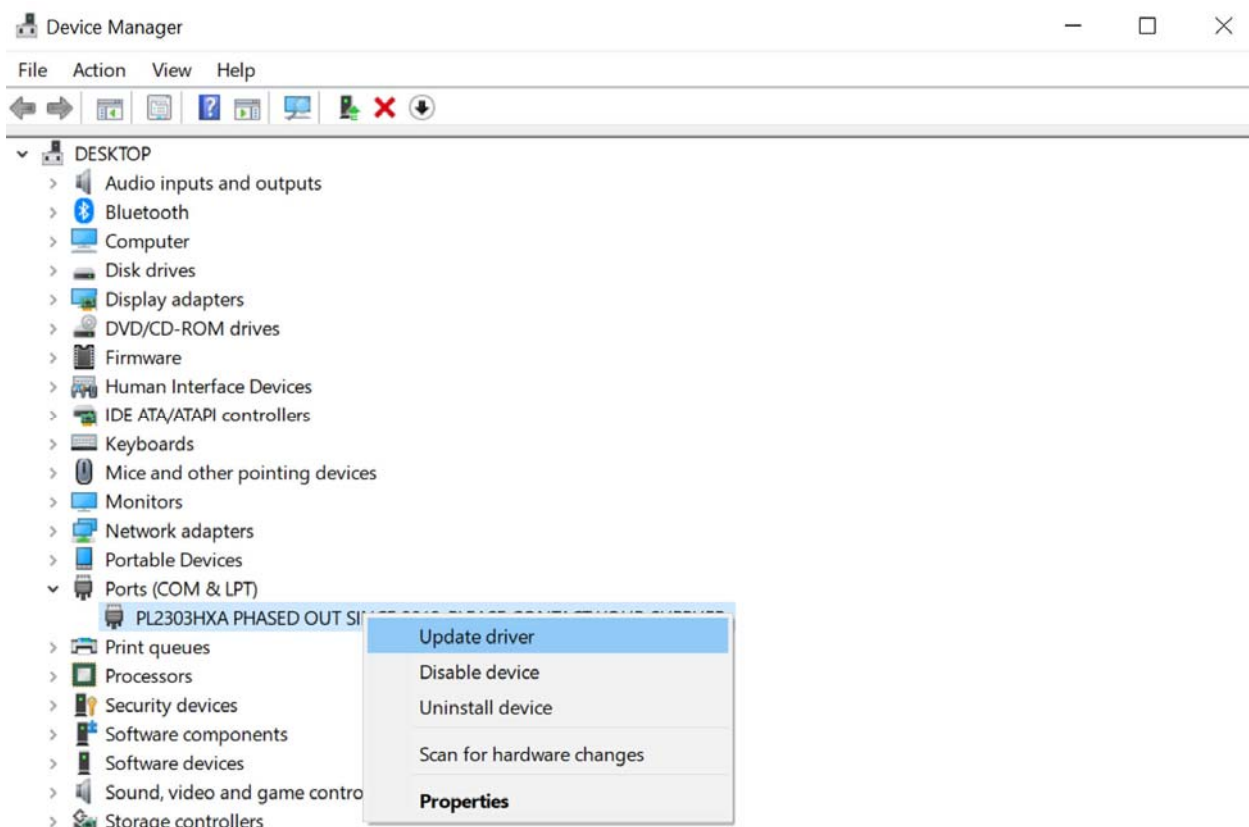 Device Manager
File Action View Help
DESKTOP
Audio inputs and outputs
Bluetooth
Computer
Disk drives
Display adapters
DVD/CD-ROM drives
Firmware
Human Interface Devices
IDE ATA/ATAPI controllers
Keyboards
Mice and other pointing devices
Monitors
Network adapters
Portable Devices
Ports (COM & LPT)
PL2303HXA PHASED OUT
Update driver
Print queues
Disable device
Processors
Security devices
Uninstall device
Software components
Scan for hardware changes
Software devices
Sound, video and game contro
Properties
Storage controllers